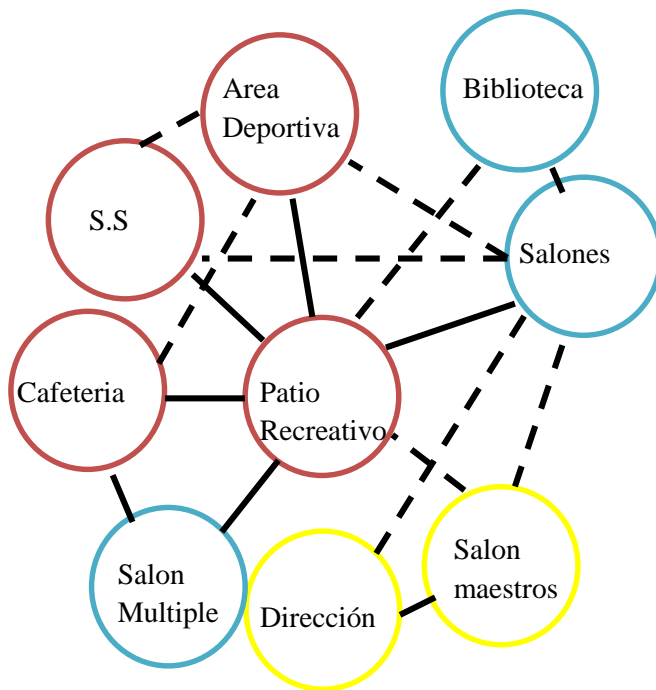 Area
Deportiva
Biblioteca
S.S
Salones
Cafeteria
Patio
Recreativo
Salon
Multiple
Dirección
Salon
maestros